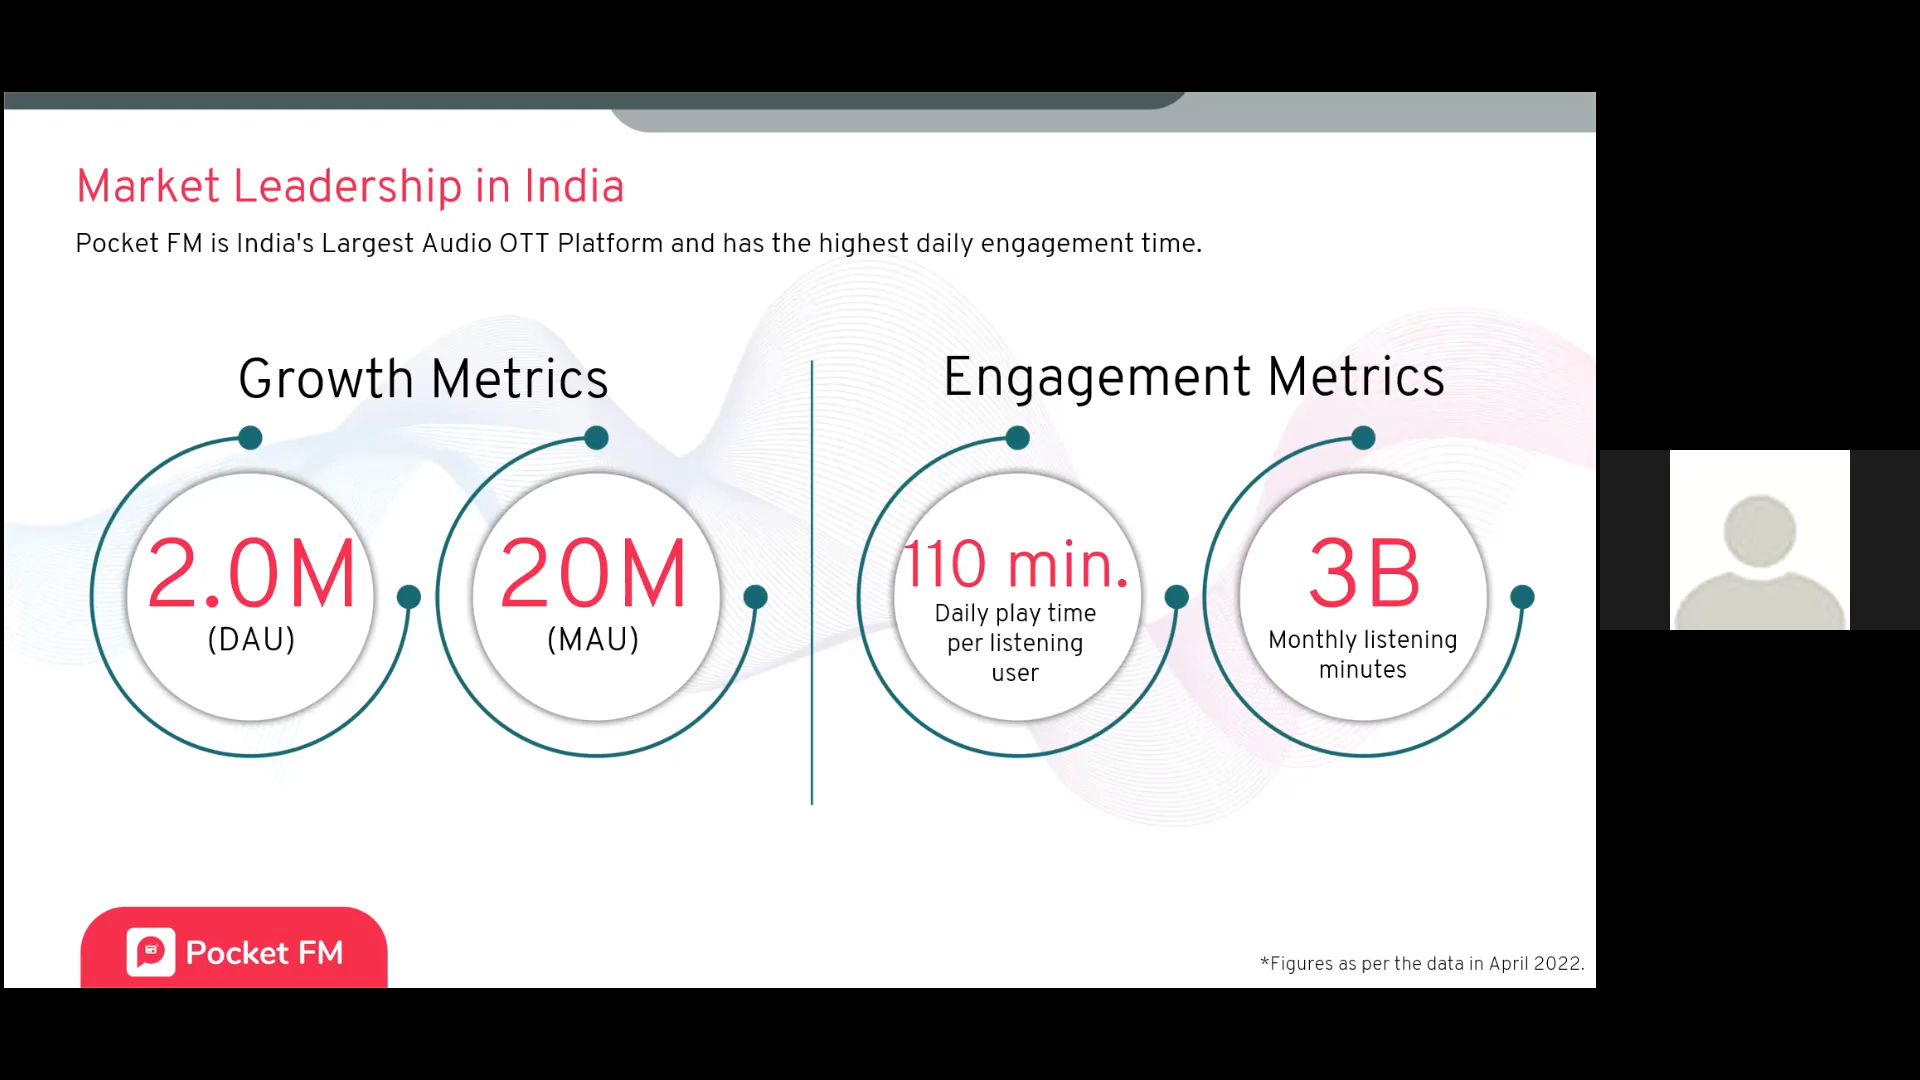 Market Leadership in India
Pocket FM is India's Largest Audio OTT Platform and has the highest daily engagement time.
Growth Metrics
2.0M
(DAU)
20M
(MAU)
Engagement Metrics
110 min.
Daily play time
per listening
user
3B
Monthly listening
minutes
Pocket FM
*Figures as per the data in April 2022.